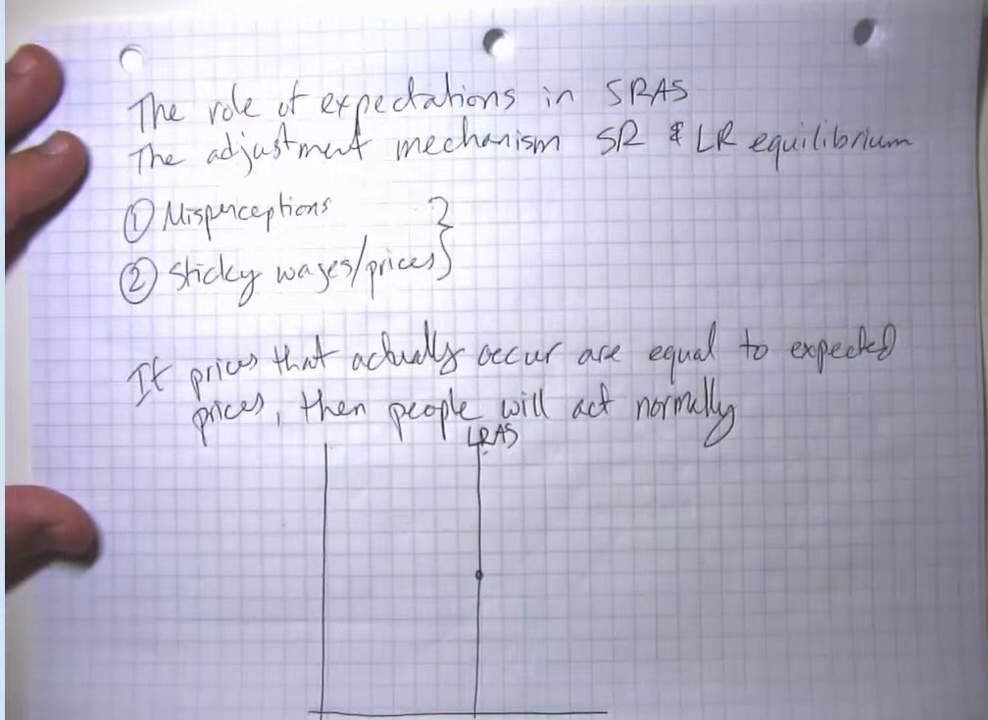 The role of expectations in SRAS
The adjustment mechanism SR & LR equilibrium
① Misperceptions
② Sticky wages/prices
If prices that actually occur are equal to expected
prices, then people will act normally
LRAS